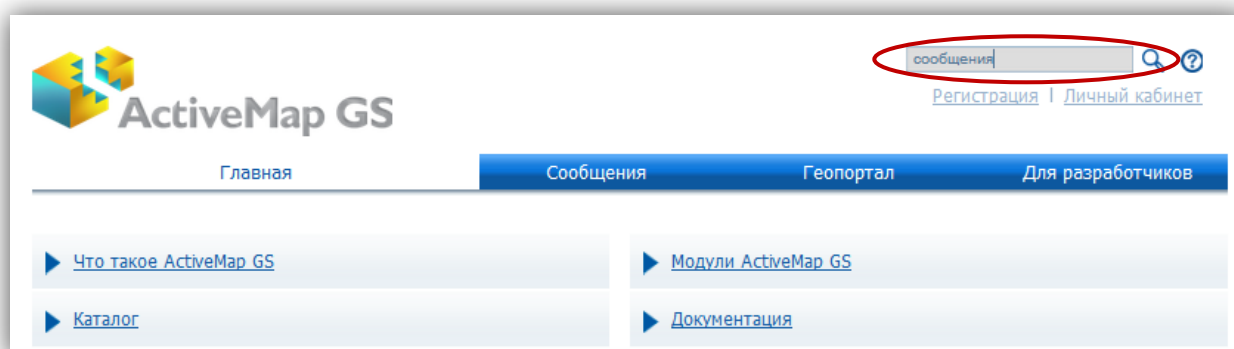 сообщения
Регистрация | Личный кабинет
ActiveMap GS
Главная Сообщения Геопортал Для разработчиков
Что такое ActiveMap GS Модули ActiveMap GS
Каталог Документация